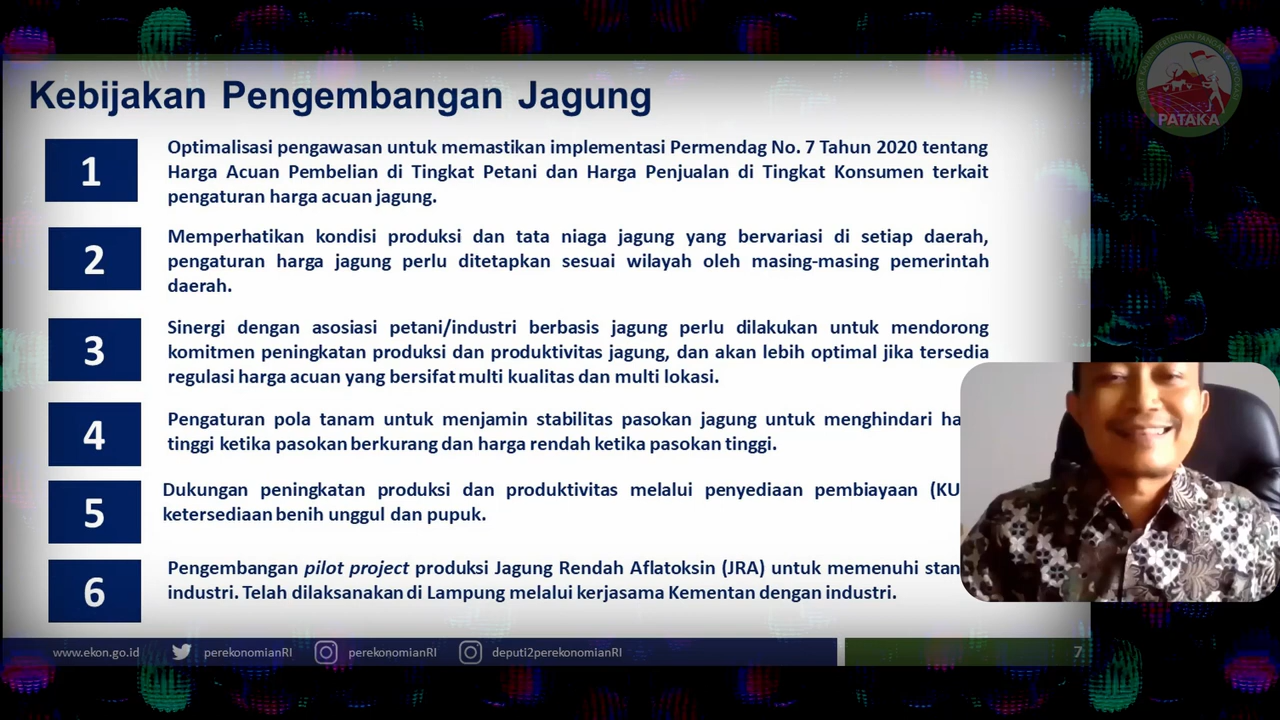 Kebijakan Pengembangan Jagung
1
Optimalisasi pengawasan untuk memastikan implementasi Permendag No. 7 Tahun 2020 tentang
Harga Acuan Pembelian di Tingkat Petani dan Harga Penjualan di Tingkat Konsumen terkait
pengaturan harga acuan jagung.
2
Memperhatikan kondisi produksi dan tata niaga jagung yang bervariasi di setiap daerah,
pengaturan harga jagung perlu ditetapkan sesuai wilayah oleh masing-masing pemerintah
daerah.
3
Sinergi dengan asosiasi petani/industri berbasis jagung perlu dilakukan untuk mendorong
komitmen peningkatan produksi dan produktivitas jagung, dan akan lebih optimal jika tersedia
regulasi harga acuan yang bersifat multi kualitas dan multi lokasi.
4
Pengaturan pola tanam untuk menjamin stabilitas pasokan jagung untuk menghindari
tinggi ketika pasokan berkurang dan harga rendah ketika pasokan tinggi.
5
Dukungan peningkatan produksi dan produktivitas melalui penyediaan pembiayaan
ketersediaan benih unggul dan pupuk.
6
Pengembangan pilot project produksi Jagung Rendah Aflatoksin (JRA) untuk memenuhi
industri. Telah dilaksanakan di Lampung melalui kerjasama Kementan dengan industri.
www.ekon.go.id perekonomianRI perekonomianRI deputi2perekonomianRI 7
PATAKA